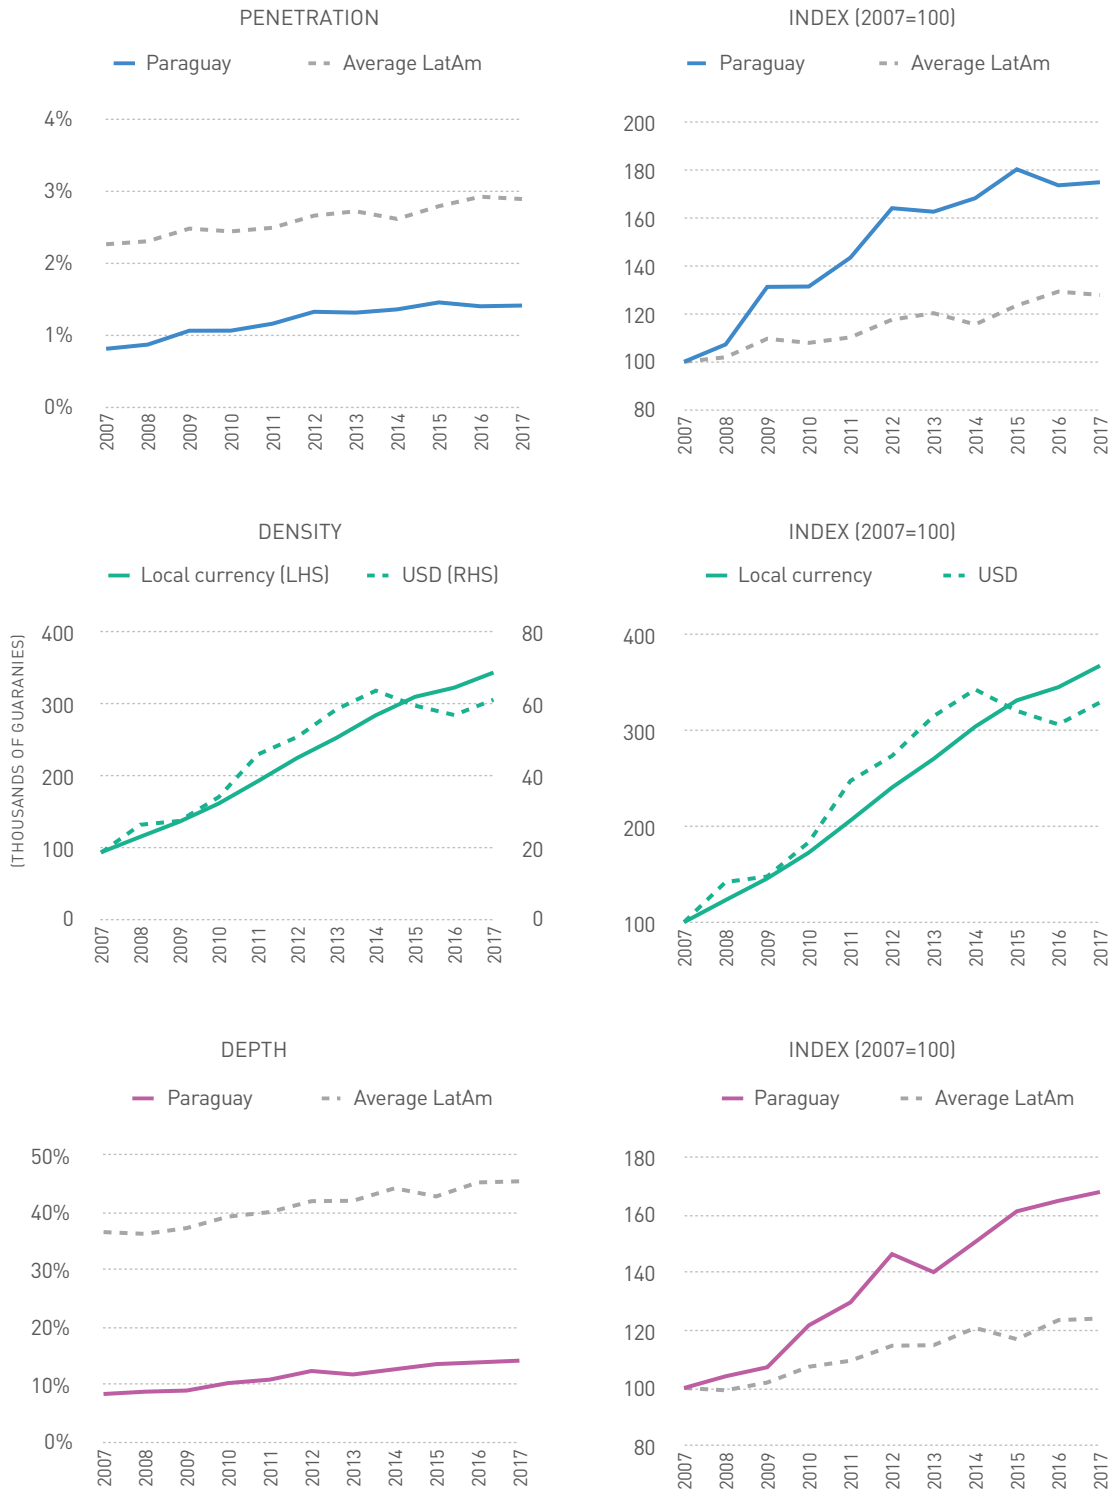 PENETRATION
Paraguay
Average LatAm
4%
3%
2%
1%
0%
2007 2008 2009 2010 2011 2012 2013 2014 2015 2016 2017
INDEX (2007=100)
Paraguay
Average LatAm
200
180
160
140
120
100
80
2007 2008 2009 2010 2011 2012 2013 2014 2015 2016 2017
DENSITY
Local currency (LHS)
USD (RHS)
(THOUSANDS OF GUARANIES)
400
300
200
100
0
80
60
40
20
0
2007 2008 2009 2010 2011 2012 2013 2014 2015 2016 2017
INDEX (2007=100)
Local currency
USD
400
300
200
100
2007 2008 2009 2010 2011 2012 2013 2014 2015 2016 2017
DEPTH
Paraguay
Average LatAm
50%
40%
30%
20%
10%
0%
2007 2008 2009 2010 2011 2012 2013 2014 2015 2016 2017
INDEX (2007=100)
Paraguay
Average LatAm
180
160
140
120
100
80
2007 2008 2009 2010 2011 2012 2013 2014 2015 2016 2017